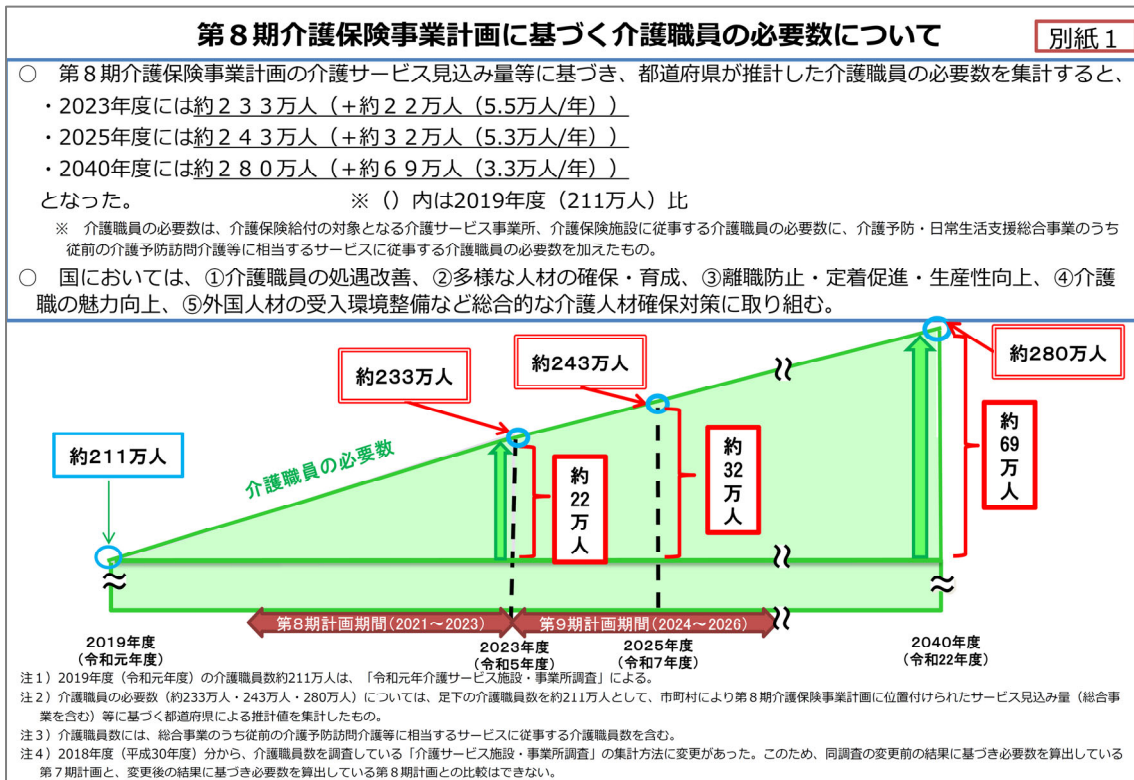 第８期介護保険事業計画に基づく介護職員の必要数について
別紙１
○　第８期介護保険事業計画の介護サービス見込み量等に基づき、都道府県が推計した介護職員の必要数を集計すると、
・2023年度には約２３３万人（＋約２２万人（5.5万人/年））
・2025年度には約２４３万人（＋約３２万人（5.3万人/年））
・2040年度には約２８０万人（＋約６９万人（3.3万人/年））
となった。　　　　　　　※（）内は2019年度（211万人）比
※　介護職員の必要数は、介護保険給付の対象となる介護サービス事業所、介護保険施設に従事する介護職員の必要数に、介護予防・日常生活支援総合事業のうち
従前の介護予防訪問介護等に相当するサービスに従事する介護職員の必要数を加えたもの。
○　国においては、①介護職員の処遇改善、②多様な人材の確保・育成、③離職防止・定着促進・生産性向上、④介護
職の魅力向上、⑤外国人材の受入環境整備など総合的な介護人材確保対策に取り組む。
約280万人
約243万人
約233万人
約211万人
介護職員の必要数
約22万人
約32万人
約69万人
第８期計画期間（2021～2023）
第９期計画期間（2024～2026）
2019年度
（令和元年度）
2023年度
（令和5年度）
2025年度
（令和7年度）
2040年度
（令和22年度）
注１）2019年度（令和元年度）の介護職員数約211万人は、「令和元年介護サービス施設・事業所調査」による。
注２）介護職員の必要数（約233万人・243万人・280万人）については、足下の介護職員数を約211万人として、市町村により第８期介護保険事業計画に位置付けられたサービス見込み量（総合事
業を含む）等に基づく都道府県による推計値を集計したもの。
注３）介護職員数には、総合事業のうち従前の介護予防訪問介護等に相当するサービスに従事する介護職員数を含む。
注４）2018年度（平成30年度）分から、介護職員数を調査している「介護サービス施設・事業所調査」の集計方法に変更があった。このため、同調査の変更前の結果に基づき必要数を算出している
第７期計画と、変更後の結果に基づき必要数を算出している第８期計画との比較はできない。